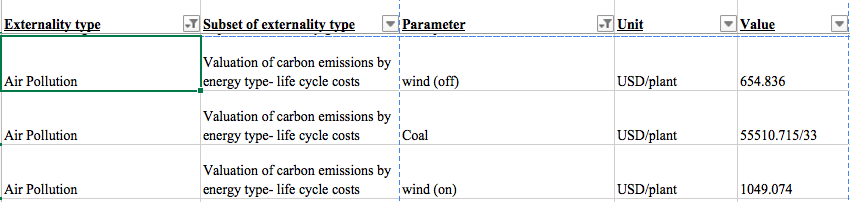 Externality type Subset of externality type Parameter Unit Value
Valuation of carbon emissions by
Air Pollution energy type- life cycle costs wind (off) USD/plant 654.836
Valuation of carbon emissions by
Air Pollution energy type- life cycle costs Coal USD/plant 55510.715/33
Valuation of carbon emissions by
Air Pollution energy type- life cycle costs wind (on) USD/plant 1049.074